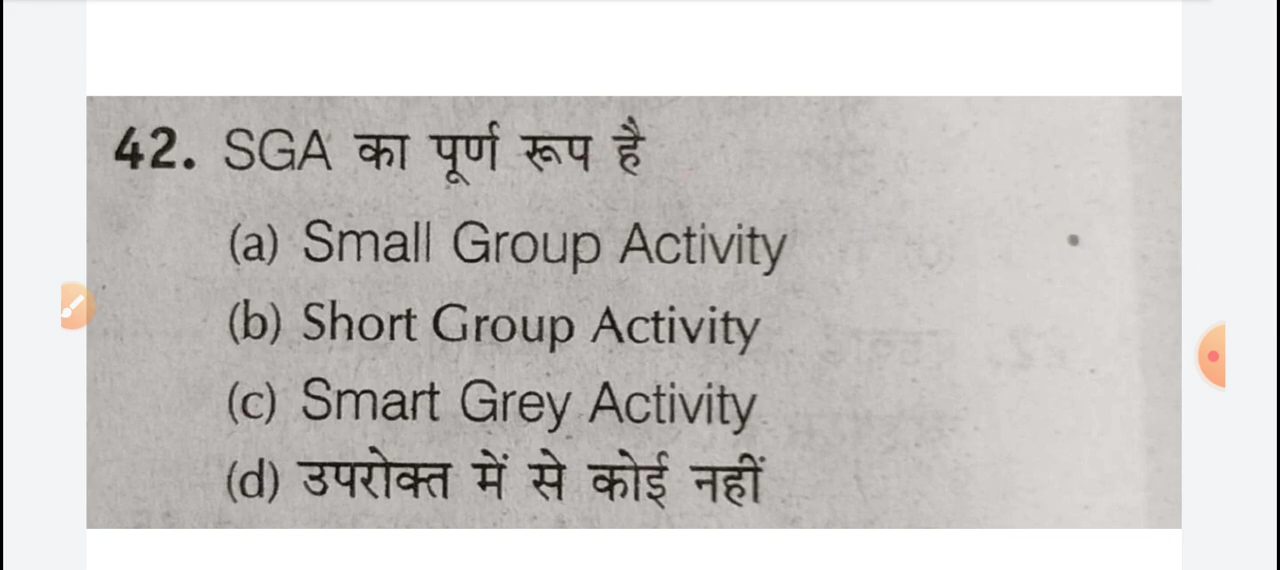 42. SGA का पूर्ण रूप है
(a) Small Group Activity
(b) Short Group Activity
(c) Smart Grey Activity
(d) उपरोक्त में से कोई नहीं